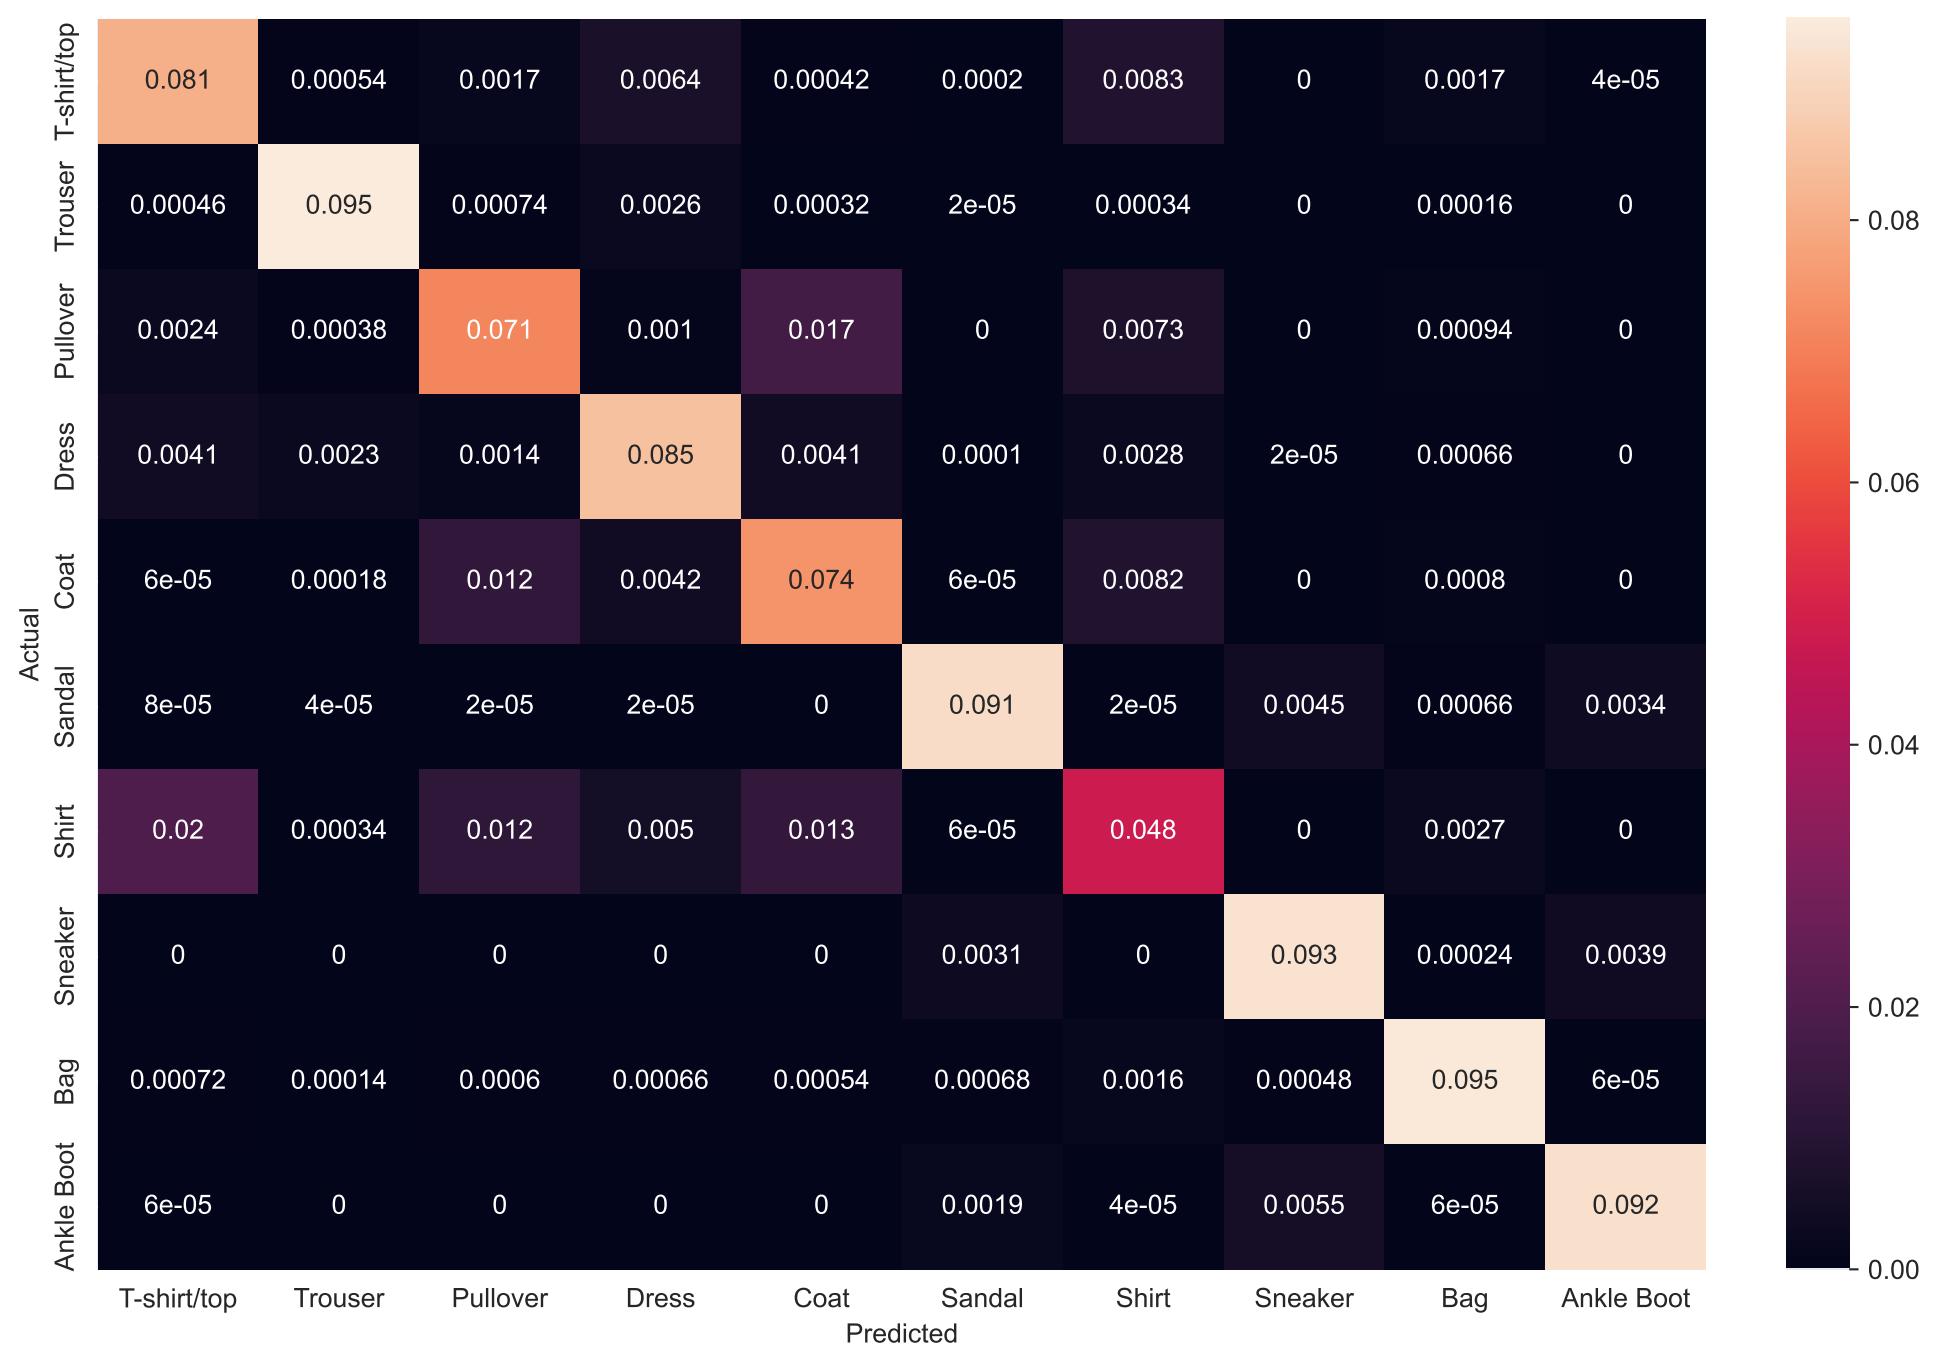 T-shirt/top 0.081 0.00054 0.0017 0.0064 0.00042 0.0002 0.0083 0 0.0017 4e-05
Trouser 0.00046 0.095 0.00074 0.0026 0.00032 2e-05 0.00034 0 0.00016 0
Pullover 0.0024 0.00038 0.071 0.001 0.017 0 0.0073 0 0.00094 0
Dress 0.0041 0.0023 0.0014 0.085 0.0041 0.0001 0.0028 2e-05 0.00066 0
Coat 6e-05 0.00018 0.012 0.0042 0.074 6e-05 0.0082 0 0.0008 0
Actual
Sandal 8e-05 4e-05 2e-05 2e-05 0 0.091 2e-05 0.0045 0.00066 0.0034
Shirt 0.02 0.00034 0.012 0.005 0.013 6e-05 0.048 0 0.0027 0
Sneaker 0 0 0 0 0 0.0031 0 0.093 0.00024 0.0039
Bag 0.00072 0.00014 0.0006 0.00066 0.00054 0.00068 0.0016 0.00048 0.095 6e-05
Ankle Boot 6e-05 0 0 0 0 0.0019 4e-05 0.0055 6e-05 0.092
T-shirt/top Trouser Pullover Dress Coat Sandal Shirt Sneaker Bag Ankle Boot
Predicted
0.08
0.06
0.04
0.02
0.00